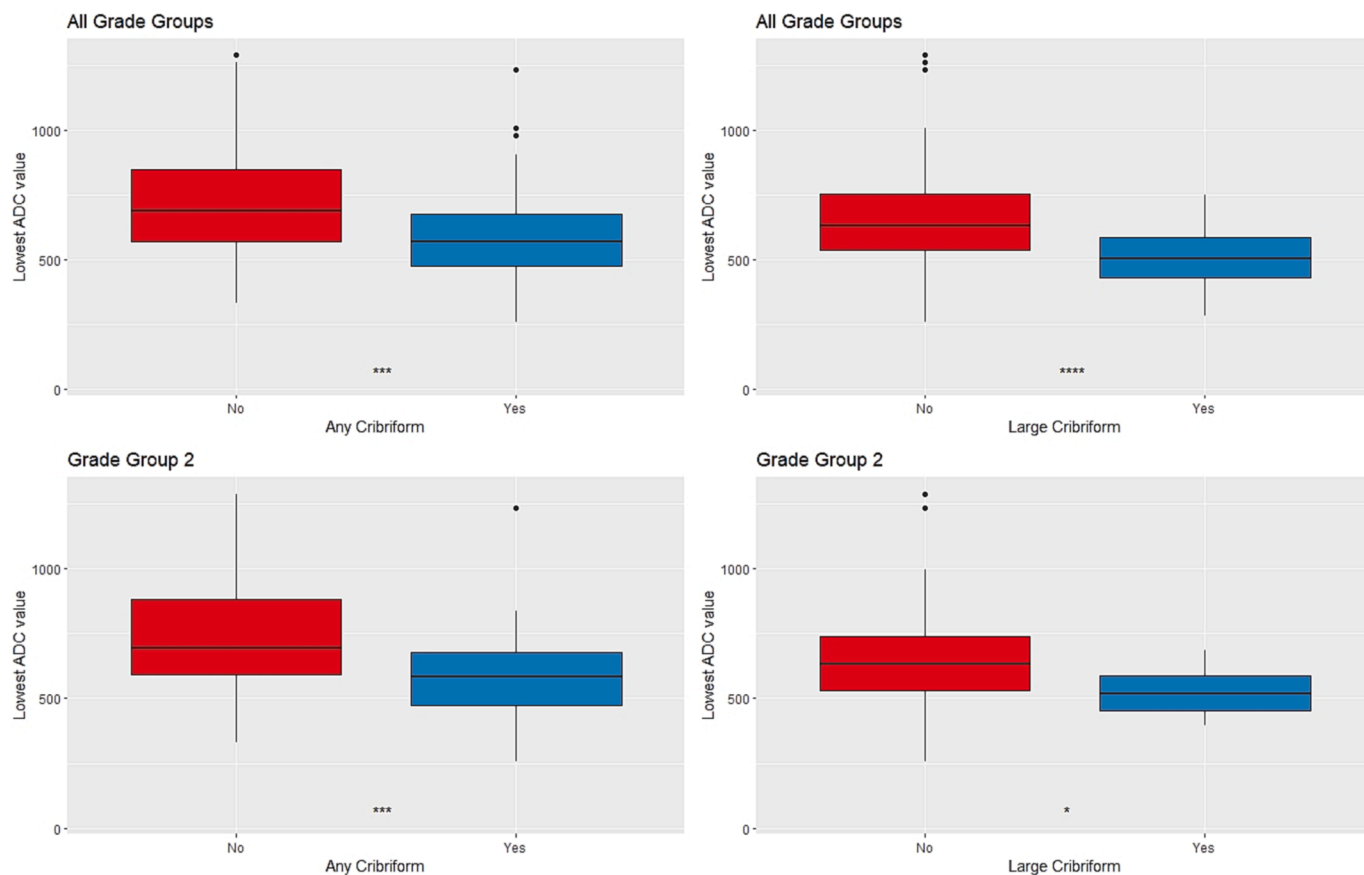 All Grade Groups
Lowest ADC value
1000
500
0
***
No Yes
Any Cribriform
All Grade Groups
Lowest ADC value
1000
500
0
****
No Yes
Large Cribriform
Grade Group 2
Lowest ADC value
1000
500
0
***
No Yes
Any Cribriform
Grade Group 2
Lowest ADC value
1000
500
0
*
No Yes
Large Cribriform